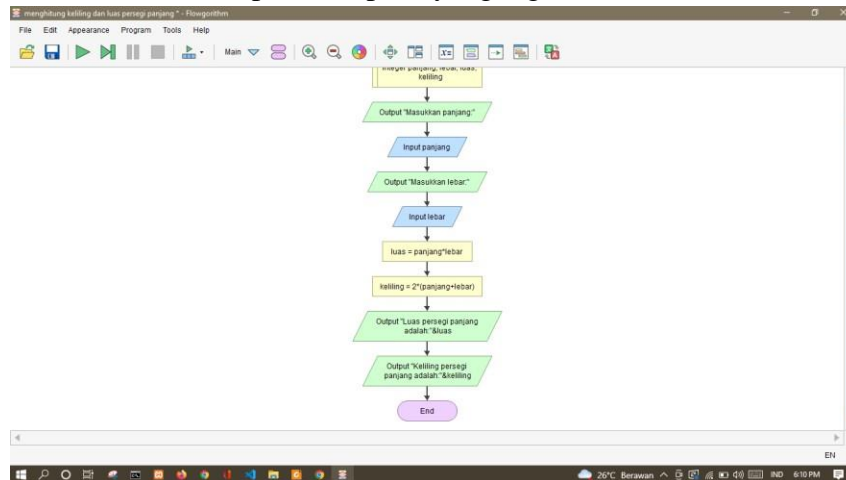 menghitung keliling dan luas persegi panjang * - Flowgorithm
File Edit Appearance Program Tools Help
Main
Integer panjang, lebar, luas,
keliling
Output "Masukkan panjang:"
Input panjang
Output "Masukkan lebar:"
Input lebar
luas = panjang*lebar
keliling = 2*(panjang+lebar)
Output "Luas persegi panjang
adalah:"&luas
Output "Keliling persegi
panjang adalah:"&keliling
End
EN
26°C Berawan
IND
6:10 PM